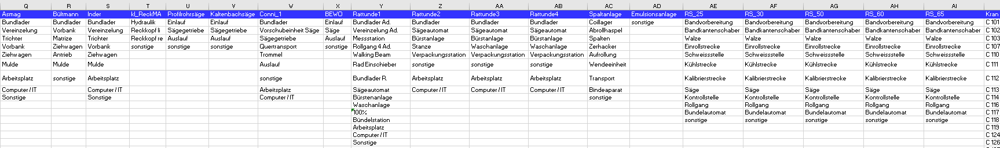 Q R S T U V W X Y Z AA AB AC AD AE AF AG AH AI
Asmag Bültmann Inder kl_ReckMA Profilrohrsäge Kaltenbachsäge Conni_1 BEWO Rattunde1 Rattunde2 Rattunde3 Rattunde4 Spaltanlage Emulsionsanlage RS_25 RS_30 RS_50 RS_60 RS_65 Kran
Bundlader Bundlader Bundlader Hydraulik Einlauf Einlauf Bundlader Einlauf Bundlader Ad. Bundlader Bundlader Bundlader Coillager sonstige Bandvorbereitung Bandvorbereitung Bandvorbereitung Bandvorbereitung Bandvorbereitung C 101
Vereinzelung Vorbank Vereinzelung Reckkopf li Sägegetriebe Sägegetriebe Vorschubeinheit Säge Säge Vereinzelung Ad. Sägeautomat Sägeautomat Sägeautomat Abrollhaspel Bandkantenschaber Bandkantenschaber Bandkantenschaber Bandkantenschaber Bandkantenschaber C 102
Trichter Matrize Trichter Reckkopf re Auslauf Auslauf Sägegetriebe Auslauf Messstation Bürstanlage Bürstanlage Bürstanlage Spalten Walze Walze Walze Walze Walze C 103
Vorbank Ziehwagen Vorbank sonstige sonstige sonstige Quertransport sonstige Rollgang 4 Ad. Stanze Waschanlage Waschanlage Zerhacker Einrollstrecke Einrollstrecke Einrollstrecke Einrollstrecke Einrollstrecke C 107
Ziehwagen Antrieb Ziehwagen Trommel Walking Beam Verpackungsstation Verpackungsstation Verpackungsstation Aufrollung Schweissstelle Schweissstelle Schweissstelle Schweissstelle Schweissstelle C 110
Mulde Mulde Mulde Auslauf Rad Einschieber sonstige sonstige sonstige Wendeeinheit Kühlstrecke Kühlstrecke Kühlstrecke Kühlstrecke Kühlstrecke C 111
Arbeitsplatz sonstige Arbeitsplatz sonstige Bundlader R. Arbeitsplatz Arbeitsplatz Arbeitsplatz Transport Kalibrierstrecke Kalibrierstrecke Kalibrierstrecke Kalibrierstrecke Kalibrierstrecke C 112
Computer / IT Computer / IT Arbeitsplatz Sägeautomat Computer / IT Computer / IT Computer / IT Bindeaparat Säge Säge Säge Säge Säge C 113
Sonstige Sonstige Computer / IT Bürstenanlage sonstige Kontrollstelle Kontrollstelle Kontrollstelle Kontrollstelle Kontrollstelle C 114
Waschanlage Rollgang Rollgang Rollgang Rollgang Rollgang C 116
100% Bundelautomat Bundelautomat Bundelautomat Bundelautomat Bundelautomat C 117
Bündelstation sonstige sonstige sonstige sonstige sonstige C 118
Arbeitsplatz C 119
Computer / IT C 124
Sonstige C 126